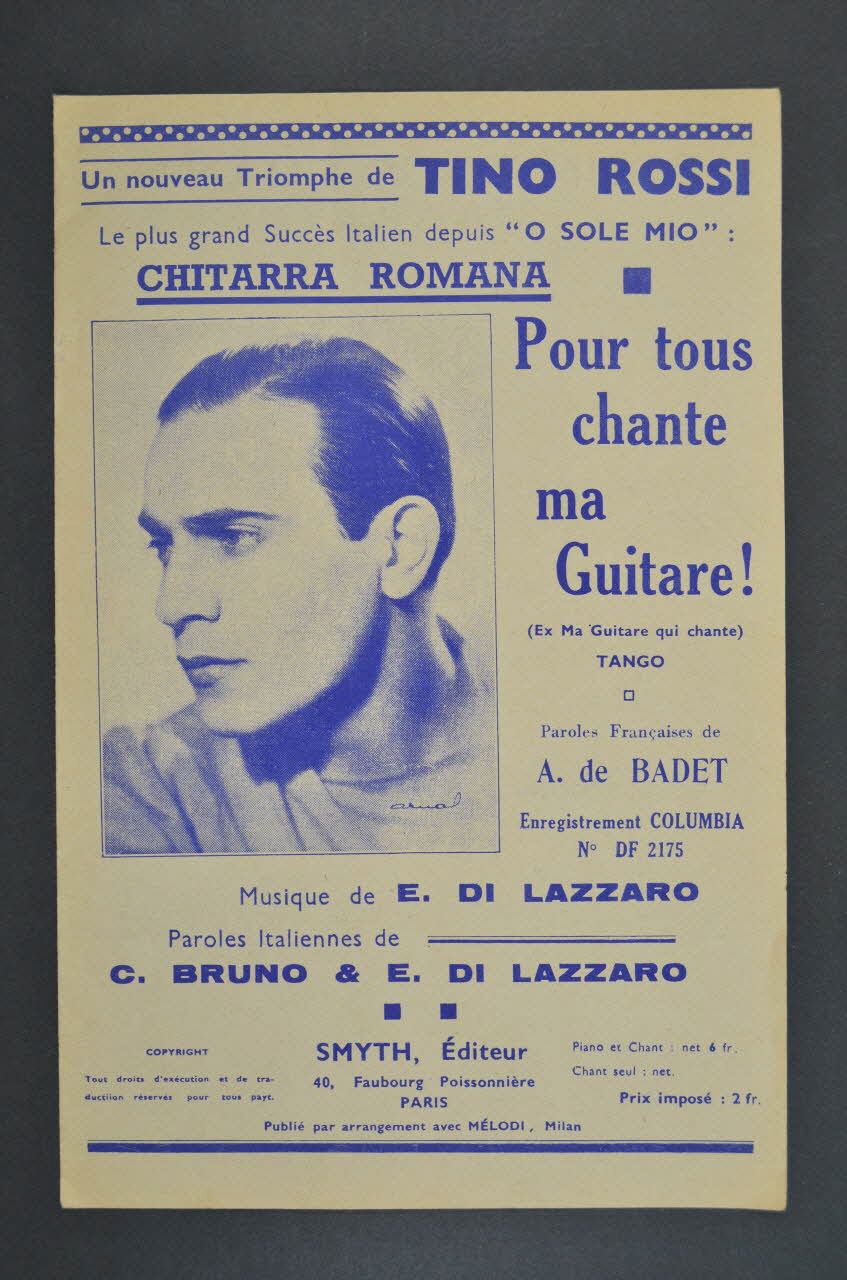 Un nouveau Triomphe de TINO ROSSI
Le plus grand Succès Italien depuis "O SOLE MIO" :
CHITARRA ROMANA
Pour tous
chante
ma
Guitare!
(Ex Ma Guitare qui chante)
TANGO
Paroles Françaises de
A. de BADET
Enregistrement COLUMBIA
N° DF 2175
arnal
Musique de E. DI LAZZARO
Paroles Italiennes de
C. BRUNO & E. DI LAZZARO
COPYRIGHT
Tout droits d'exécution et de tra-
ductiion réservés pour tous payt.
SMYTH, Éditeur
40, Faubourg Poissonnière
PARIS
Piano et Chant : net 6 fr.
Chant seul : net.
Prix imposé : 2 fr.
Publié par arrangement avec MÉLODI, Milan